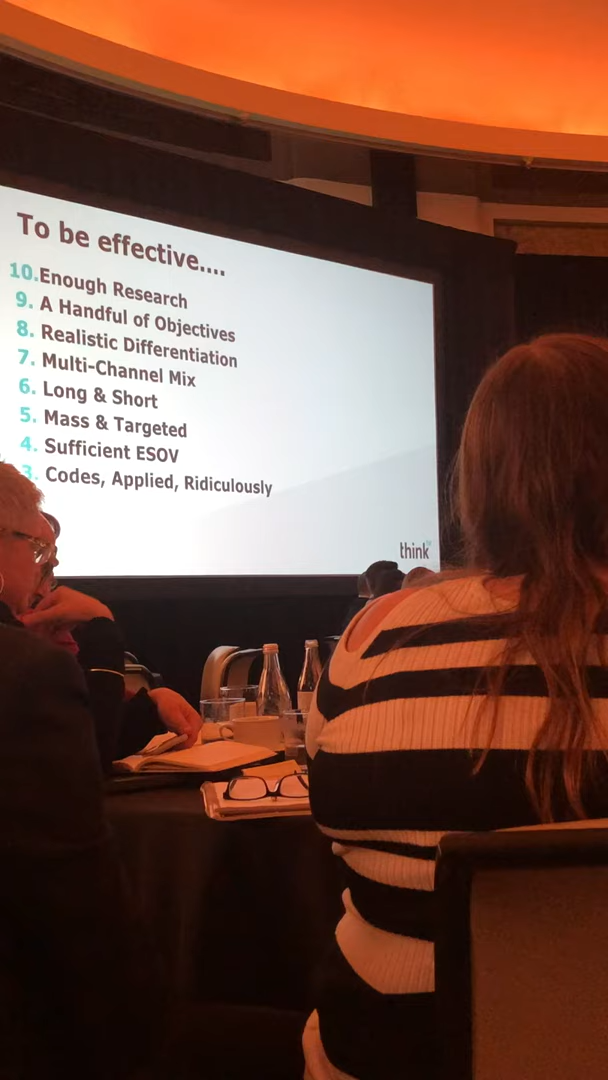 To be effective....
10. Enough Research
9. A Handful of Objectives
8. Realistic Differentiation
7. Multi-Channel Mix
6. Long & Short
5. Mass & Targeted
4. Sufficient ESOV
3. Codes, Applied, Ridiculously
think